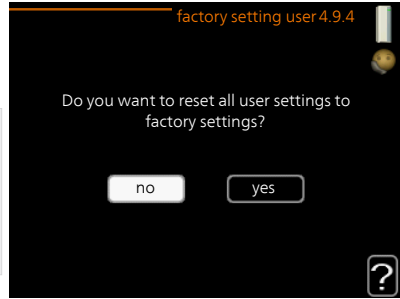 factory setting user 4.9.4
Do you want to reset all user settings to
factory settings?
no
yes
?